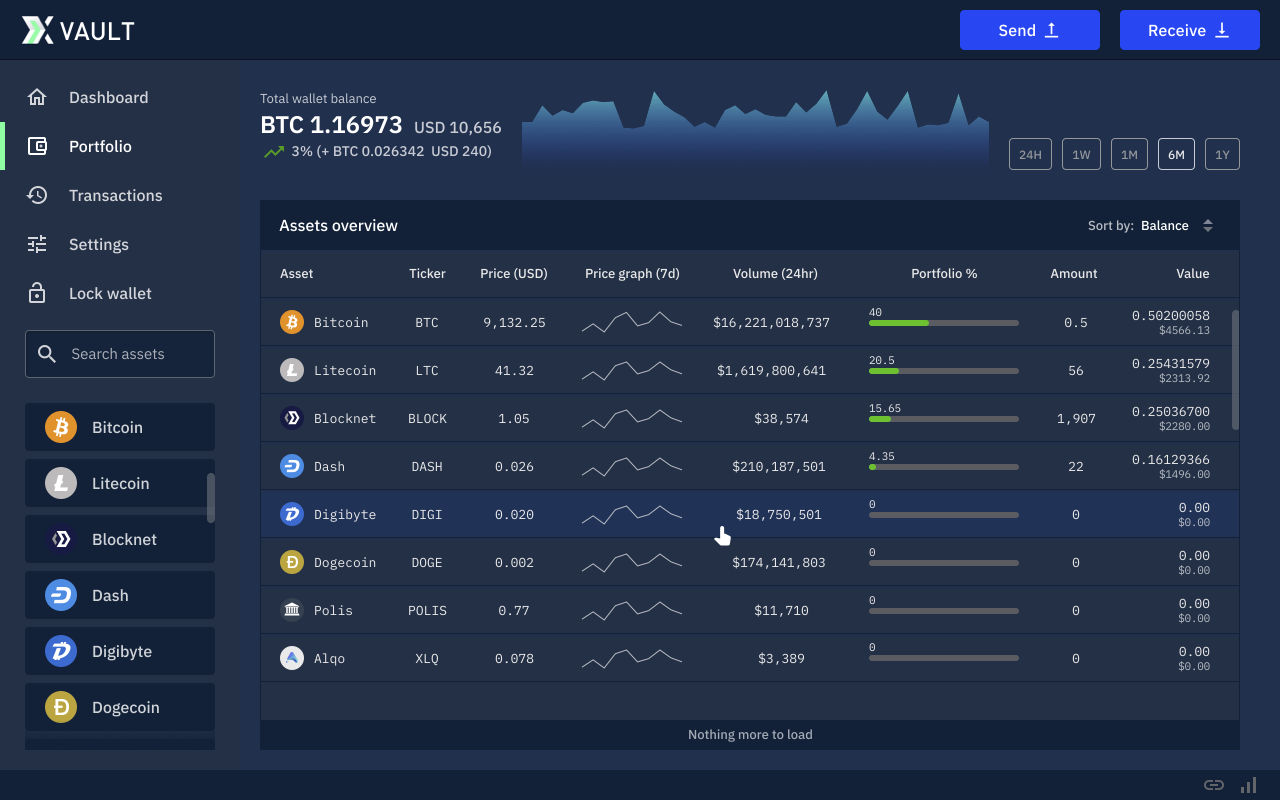 VAULT
Send
Receive
Dashboard
Portfolio
Transactions
Settings
Lock wallet
Search assets
Bitcoin
Litecoin
Blocknet
Dash
Digibyte
Dogecoin
Total wallet balance
BTC 1.16973 USD 10,656
3% (+ BTC 0.026342 USD 240)
24H 1W 1M 6M 1Y
Assets overview
Sort by: Balance
Asset Ticker Price (USD) Price graph (7d) Volume (24hr) Portfolio % Amount Value
Bitcoin BTC 9,132.25 $16,221,018,737 40 0.5 0.50200058
$4566.13
Litecoin LTC 41.32 $1,619,800,641 20.5 56 0.25431579
$2313.92
Blocknet BLOCK 1.05 $38,574 15.65 1,907 0.25036700
$2280.00
Dash DASH 0.026 $210,187,501 4.35 22 0.16129366
$1496.00
Digibyte DIGI 0.020 $18,750,501 0 0 0.00
$0.00
Dogecoin DOGE 0.002 $174,141,803 0 0 0.00
$0.00
Polis POLIS 0.77 $11,710 0 0 0.00
$0.00
Alqo XLQ 0.078 $3,389 0 0 0.00
$0.00
Nothing more to load